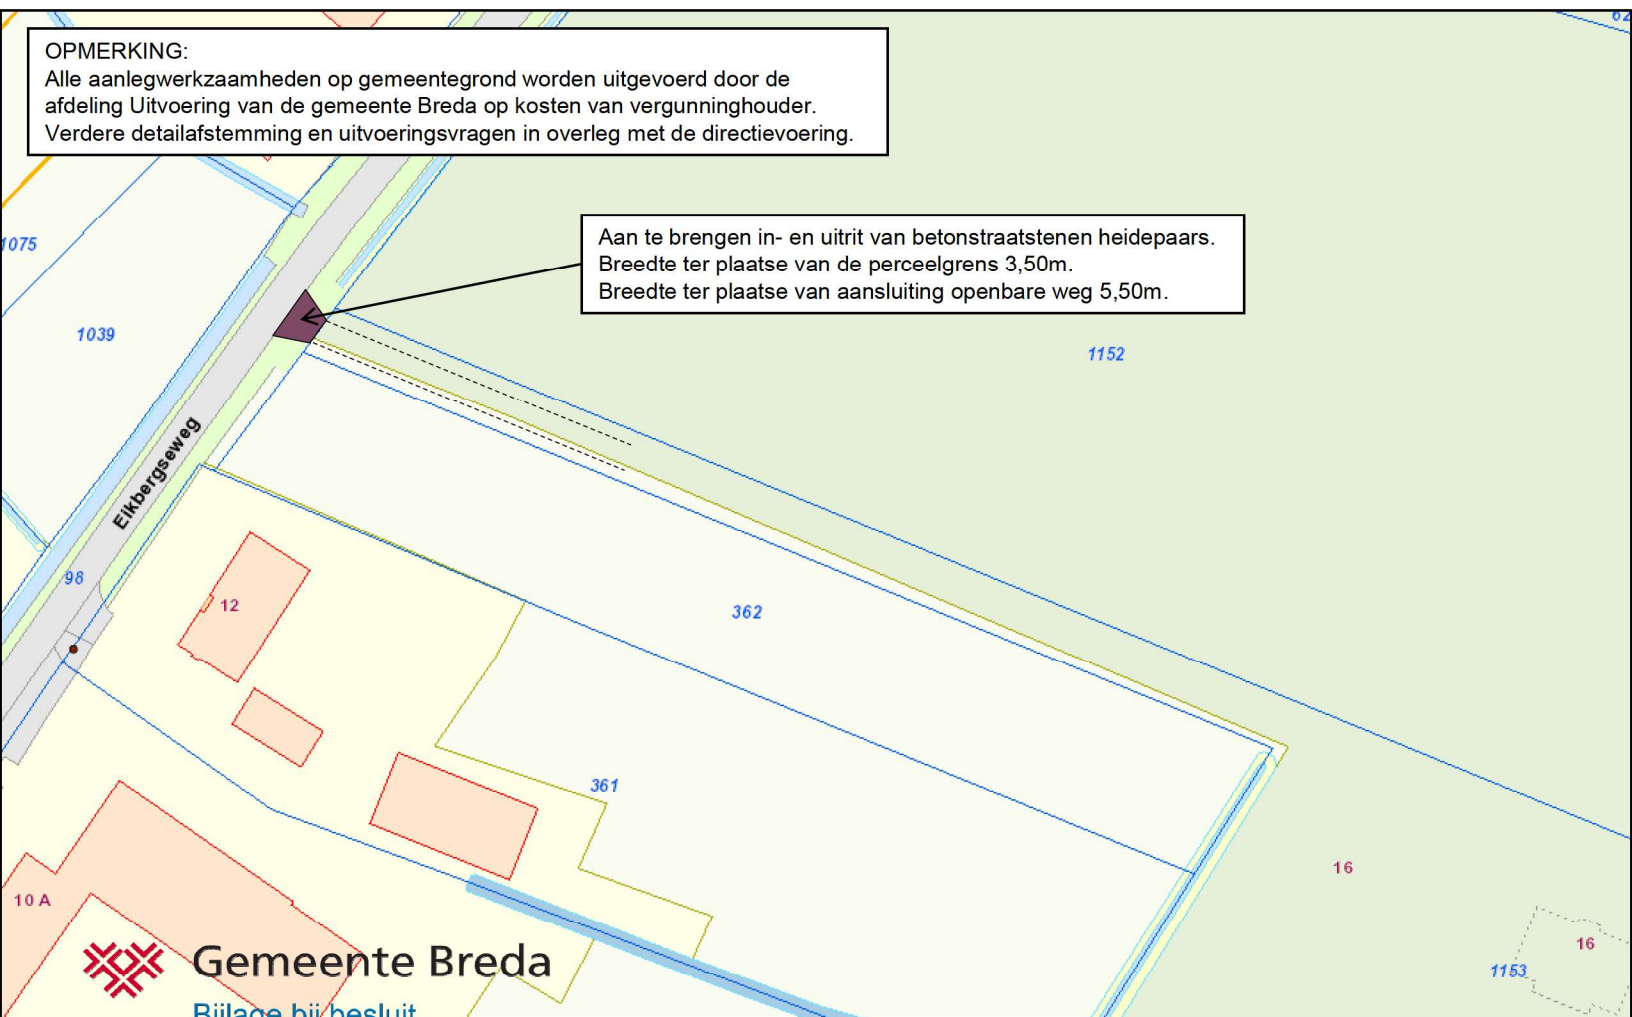 OPMERKING:
Alle aanlegwerkzaamheden op gemeentegrond worden uitgevoerd door de
afdeling Uitvoering van de gemeente Breda op kosten van vergunninghouder.
Verdere detailafstemming en uitvoeringsvragen in overleg met de directievoering.
Aan te brengen in- en uitrit van betonstraatstenen heidepaars.
Breedte ter plaatse van de perceelgrens 3,50m.
Breedte ter plaatse van aansluiting openbare weg 5,50m.
1075
1039
1152
Eikbergseweg
98
12
362
361
16
10 A
16
1153
Gemeente Breda
Bijlage bij besluit